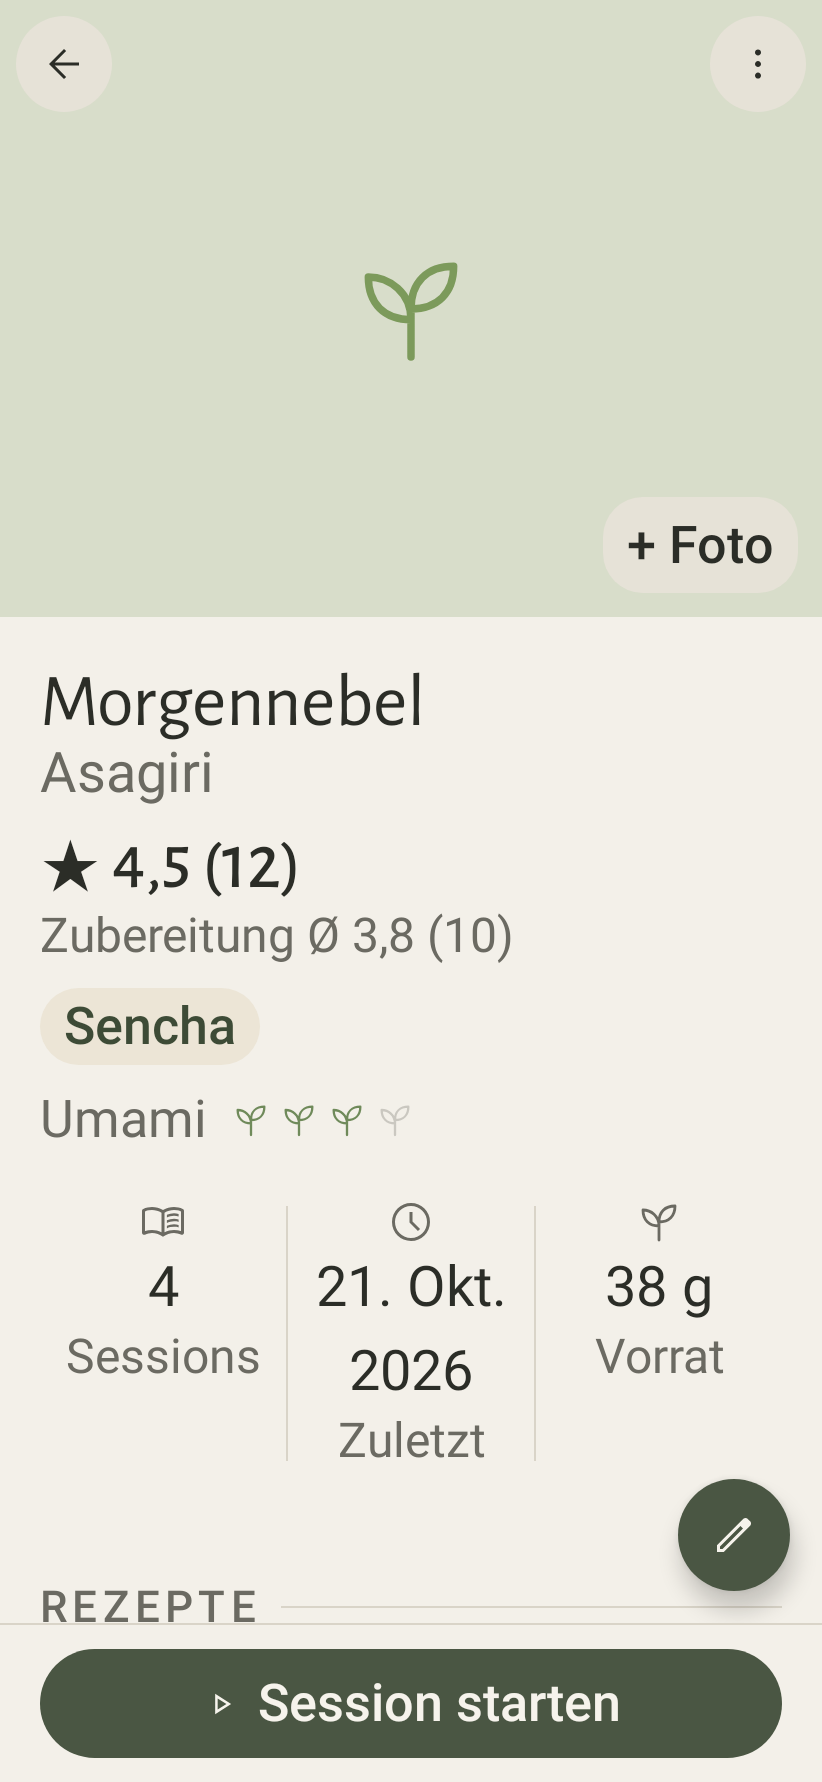 + Foto
Morgennebel
Asagiri
★ 4,5 (12)
Zubereitung Ø 3,8 (10)
Sencha
Umami
4
Sessions
21. Okt.
2026
Zuletzt
38 g
Vorrat
REZEPTE
Session starten